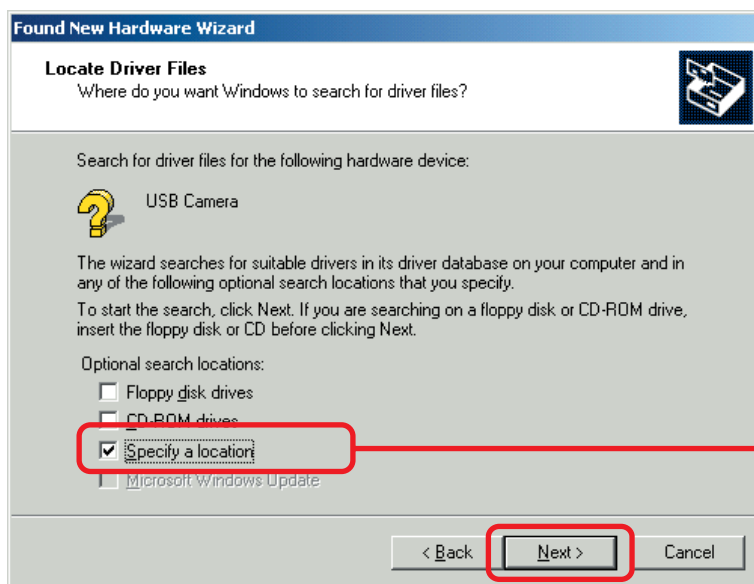 Found New Hardware Wizard
Locate Driver Files
Where do you want Windows to search for driver files?
Search for driver files for the following hardware device:
USB Camera
The wizard searches for suitable drivers in its driver database on your computer and in
any of the following optional search locations that you specify.
To start the search, click Next. If you are searching on a floppy disk or CD-ROM drive,
insert the floppy disk or CD before clicking Next.
Optional search locations:
Floppy disk drives
CD-ROM drives
Specify a location
Microsoft Windows Update
< Back Next > Cancel